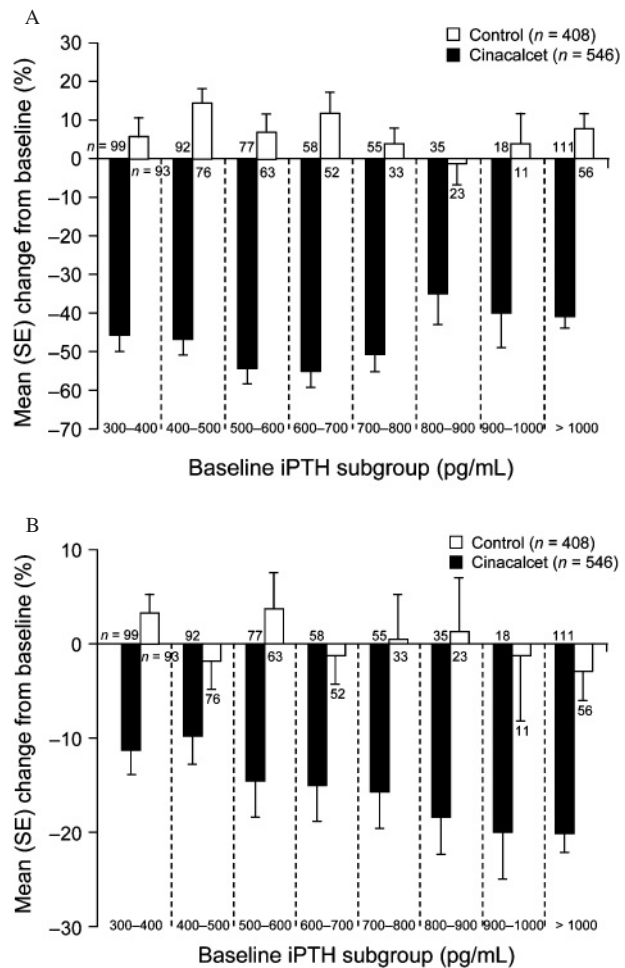 A
Control (n = 408)
Cinacalcet (n = 546)
Mean (SE) change from baseline (%)
30
20
10
0
−10
−20
−30
−40
−50
−60
−70
n = 99 92 77 58 55 35 18 111
n = 93 76 63 52 33 23 11 56
300–400 400–500 500–600 600–700 700–800 800–900 900–1000 > 1000
Baseline iPTH subgroup (pg/mL)
B
Control (n = 408)
Cinacalcet (n = 546)
Mean (SE) change from baseline (%)
10
0
−10
−20
−30
n = 99 92 77 58 55 35 18 111
n = 93 76 63 52 33 23 11 56
300–400 400–500 500–600 600–700 700–800 800–900 900–1000 > 1000
Baseline iPTH subgroup (pg/mL)